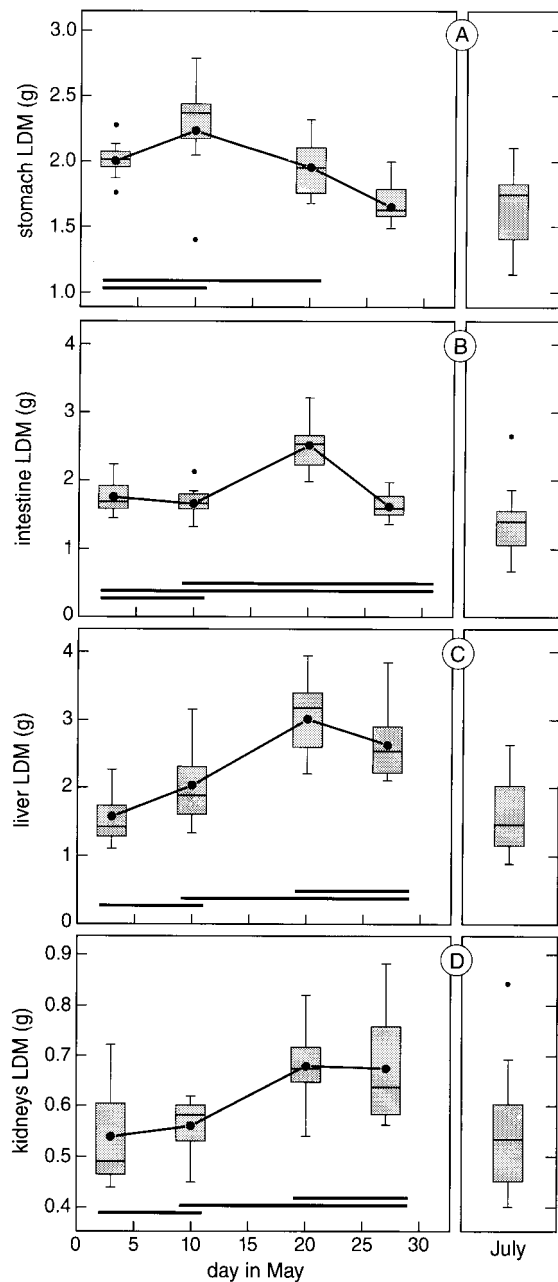 A
stomach LDM (g)
3.0
2.5
2.0
1.5
1.0
B
intestine LDM (g)
4
3
2
1
0
C
liver LDM (g)
4
3
2
1
0
D
kidneys LDM (g)
0.9
0.8
0.7
0.6
0.5
0.4
0 5 10 15 20 25 30
day in May
July